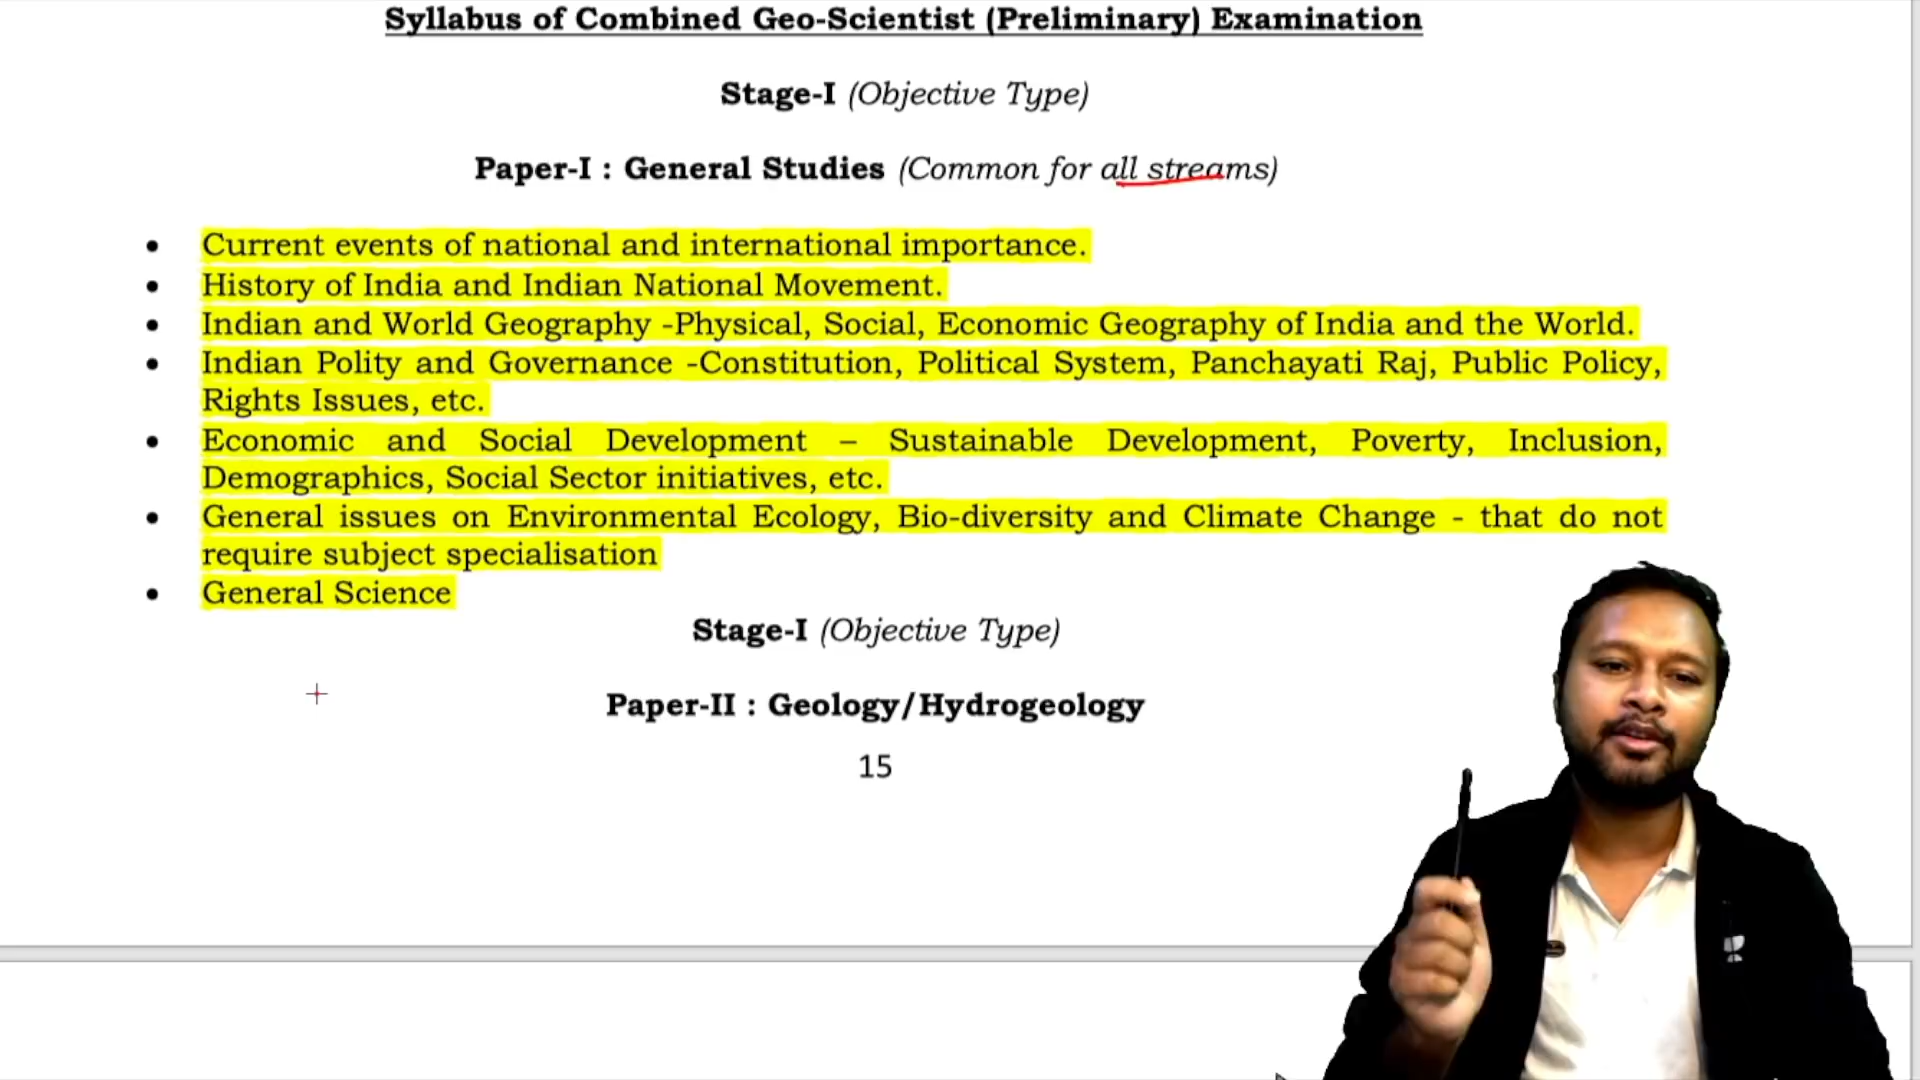 Syllabus of Combined Geo-Scientist (Preliminary) Examination
Stage-I (Objective Type)
Paper-I : General Studies (Common for all streams)
• Current events of national and international importance.
• History of India and Indian National Movement.
• Indian and World Geography -Physical, Social, Economic Geography of India and the World.
• Indian Polity and Governance -Constitution, Political System, Panchayati Raj, Public Policy,
Rights Issues, etc.
• Economic and Social Development – Sustainable Development, Poverty, Inclusion,
Demographics, Social Sector initiatives, etc.
• General issues on Environmental Ecology, Bio-diversity and Climate Change - that do not
require subject specialisation
• General Science
Stage-I (Objective Type)
Paper-II : Geology/Hydrogeology
15